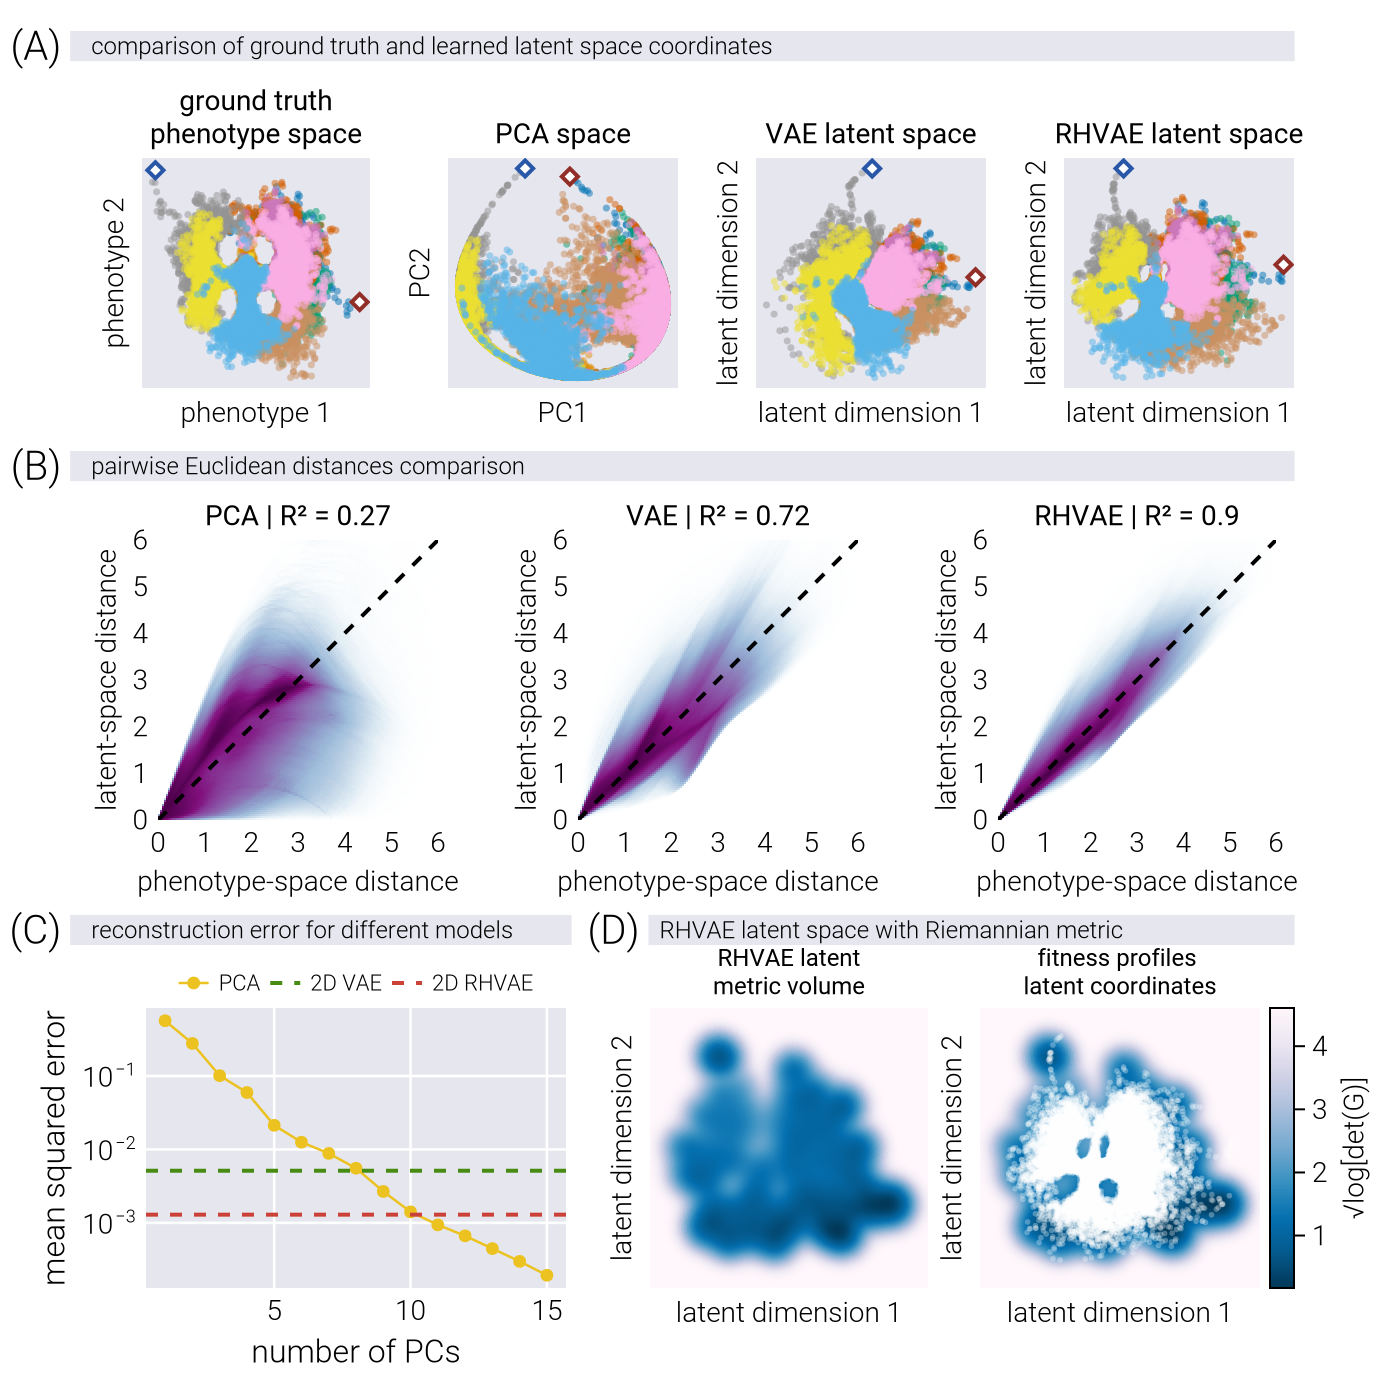 (A) comparison of ground truth and learned latent space coordinates
ground truth
phenotype space
PCA space
VAE latent space
RHVAE latent space
phenotype 2
phenotype 1
PC2
PC1
latent dimension 2
latent dimension 1
latent dimension 2
latent dimension 1
(B) pairwise Euclidean distances comparison
PCA | R² = 0.27
latent-space distance
6
5
4
3
2
1
0
0 1 2 3 4 5 6
phenotype-space distance
VAE | R² = 0.72
latent-space distance
6
5
4
3
2
1
0
0 1 2 3 4 5 6
phenotype-space distance
RHVAE | R² = 0.9
latent-space distance
6
5
4
3
2
1
0
0 1 2 3 4 5 6
phenotype-space distance
(C) reconstruction error for different models
PCA 2D VAE 2D RHVAE
mean squared error
10⁻¹
10⁻²
10⁻³
5 10 15
number of PCs
(D) RHVAE latent space with Riemannian metric
RHVAE latent
metric volume
latent dimension 2
latent dimension 1
fitness profiles
latent coordinates
latent dimension 2
latent dimension 1
4
3
2
1
√log[det(G)]